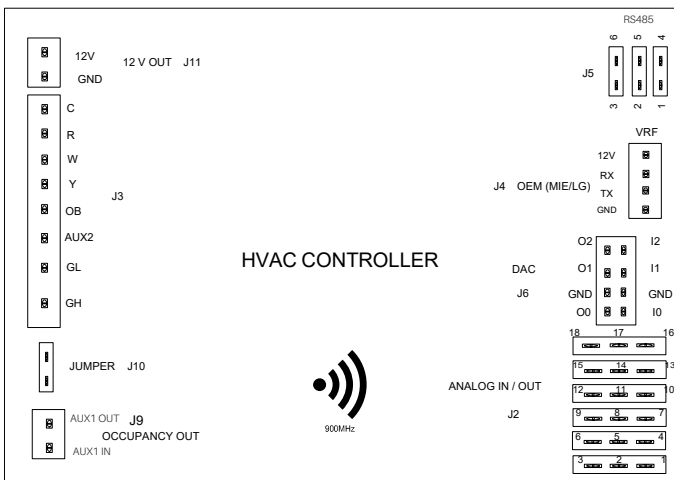 RS485
6 5 4
J5
3 2 1
12V
12 V OUT J11
GND
C
R
W
Y
J3
OB
AUX2
GL
GH
VRF
12V
RX
J4 OEM (MIE/LG)
TX
GND
HVAC CONTROLLER
O2 I2
DAC O1 I1
J6 GND GND
O0 I0
JUMPER J10
900MHz
AUX1 OUT J9
OCCUPANCY OUT
AUX1 IN
ANALOG IN / OUT
J2
18 17 16
15 14 13
12 11 10
9 8 7
6 5 4
3 2 1